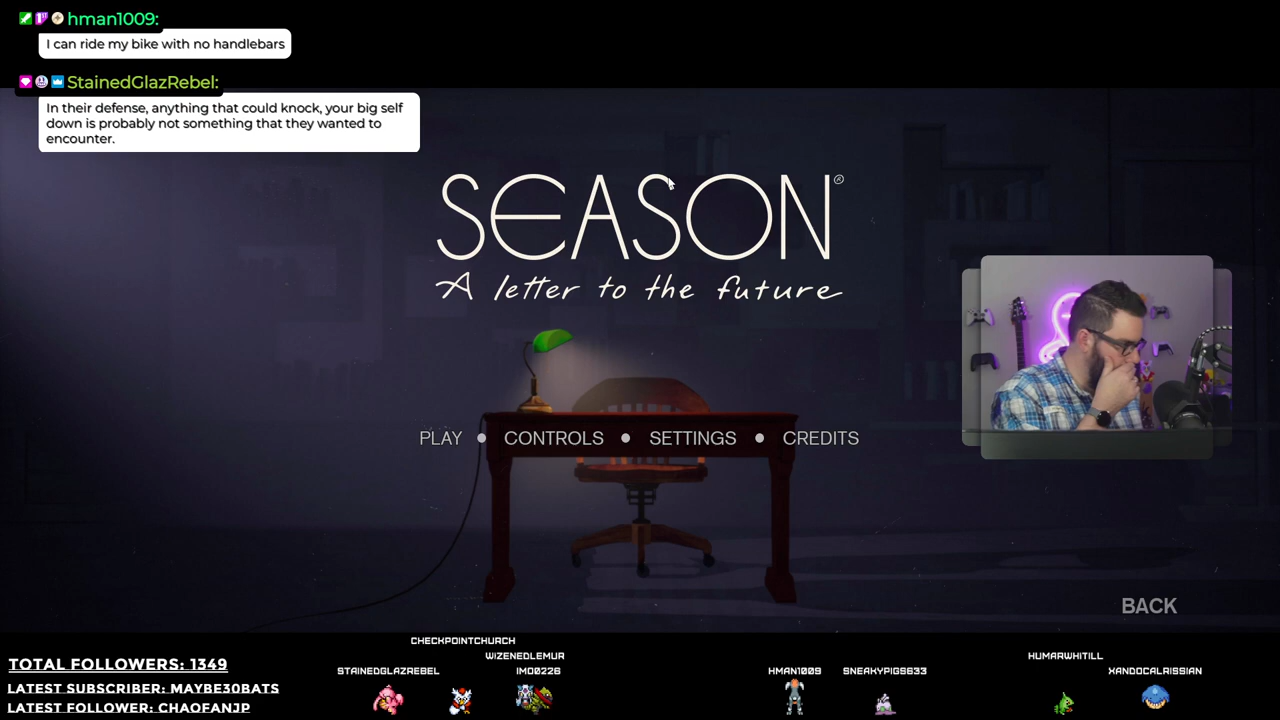 hman1009:
I can ride my bike with no handlebars
StainedGlazRebel:
In their defense, anything that could knock, your big self
down is probably not something that they wanted to
encounter.
SEASON®
A letter to the future
PLAY • CONTROLS • SETTINGS • CREDITS
BACK
CHECKPOINTCHURCH
WIZENEDLEMUR
HUMARWHITILL
STAINEDGLAZREBEL
IMO0226
HMAN1009
SNEAKYPIG9833
XANDOCALRISSIAN
TOTAL FOLLOWERS: 1349
LATEST SUBSCRIBER: MAYBE30BATS
LATEST FOLLOWER: CHAOFANJP